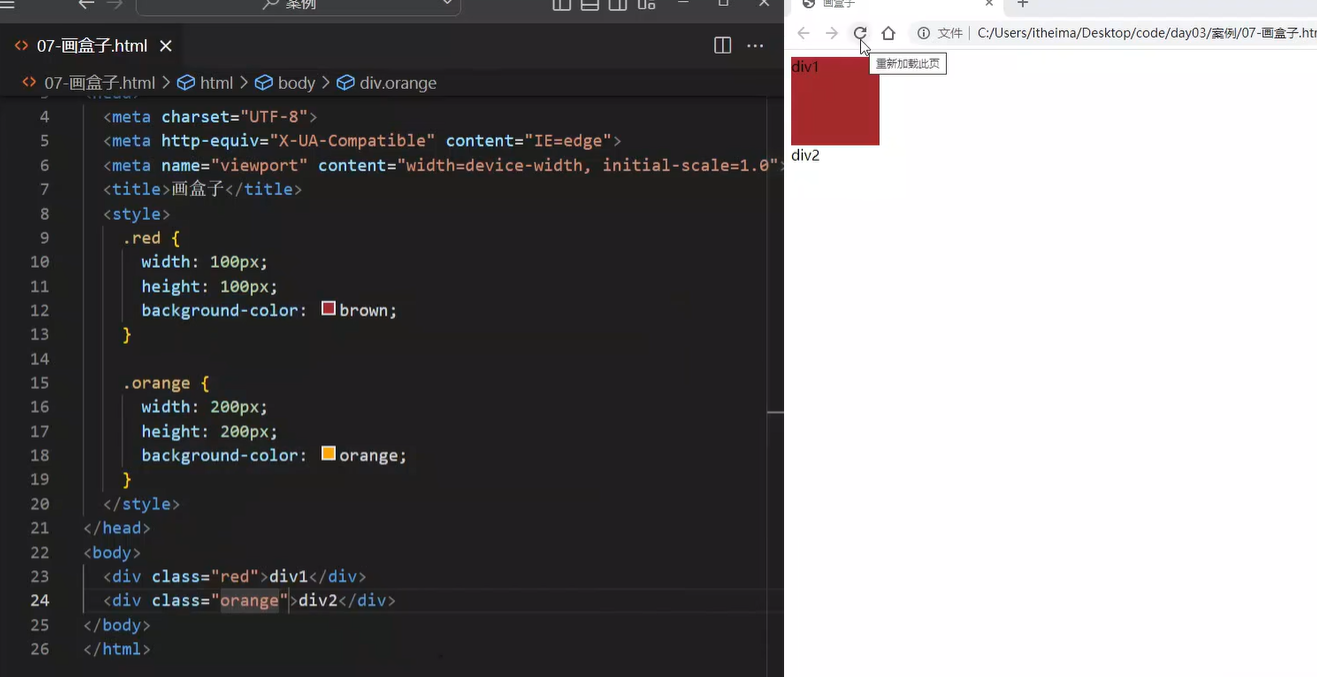 案例
07-画盒子.html
07-画盒子.html > html > body > div.orange
4 <meta charset="UTF-8">
5 <meta http-equiv="X-UA-Compatible" content="IE=edge">
6 <meta name="viewport" content="width=device-width, initial-scale=1.0">
7 <title>画盒子</title>
8 <style>
9 .red {
10 width: 100px;
11 height: 100px;
12 background-color: brown;
13 }
14
15 .orange {
16 width: 200px;
17 height: 200px;
18 background-color: orange;
19 }
20 </style>
21 </head>
22 <body>
23 <div class="red">div1</div>
24 <div class="orange">div2</div>
25 </body>
26 </html>
画盒子
文件 C:/Users/itheima/Desktop/code/day03/案例/07-画盒子.htm
重新加载此页
div1
div2